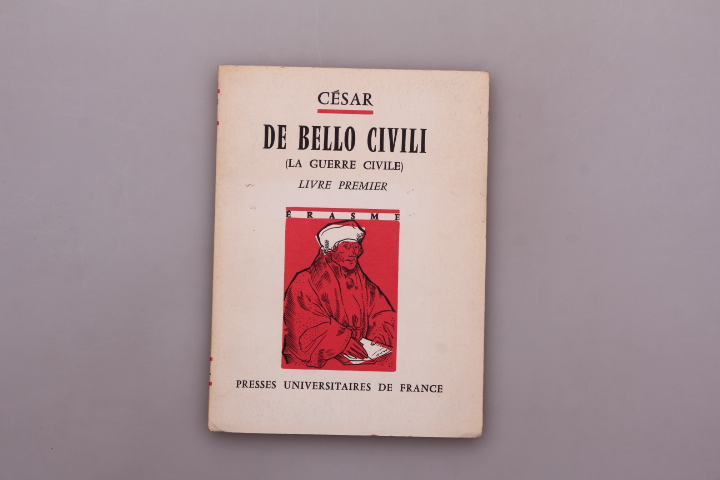 CÉSAR
DE BELLO CIVILI
(LA GUERRE CIVILE)
LIVRE PREMIER
ÉRASME
PRESSES UNIVERSITAIRES DE FRANCE